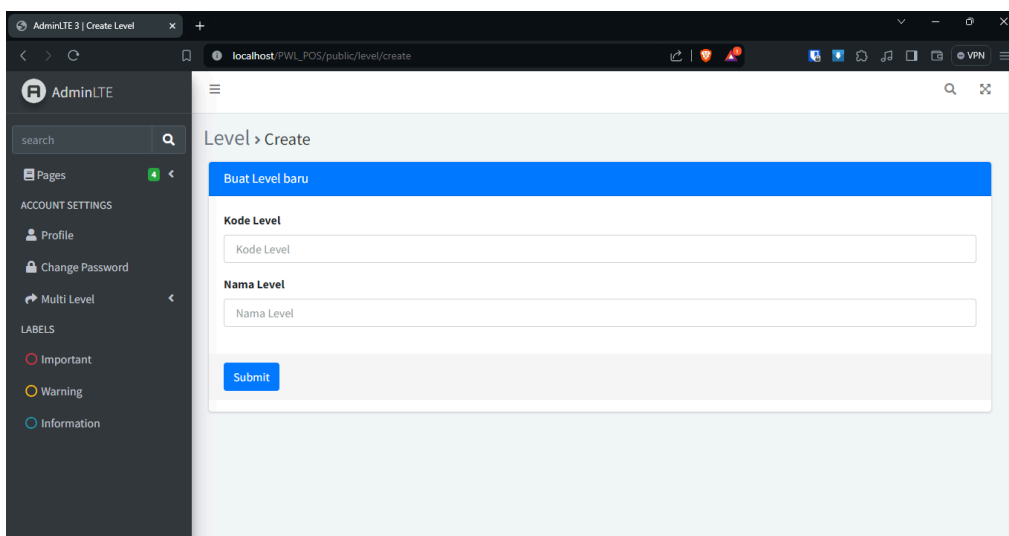 AdminLTE 3 | Create Level
localhost/PWL_POS/public/level/create
VPN
AdminLTE
search
Pages 4
ACCOUNT SETTINGS
Profile
Change Password
Multi Level
LABELS
Important
Warning
Information
Level › Create
Buat Level baru
Kode Level
Kode Level
Nama Level
Nama Level
Submit